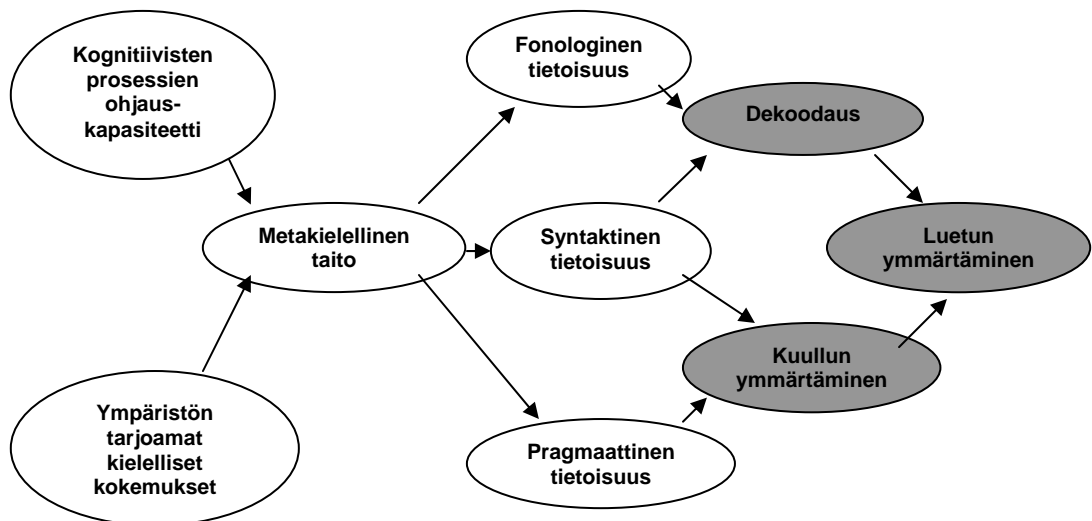 Kognitiivisten
prosessien
ohjaus-
kapasiteetti
Fonologinen
tietoisuus
Dekoodaus
Metakielellinen
taito
Syntaktinen
tietoisuus
Luetun
ymmärtäminen
Kuullun
ymmärtäminen
Ympäristön
tarjoamat
kielelliset
kokemukset
Pragmaattinen
tietoisuus